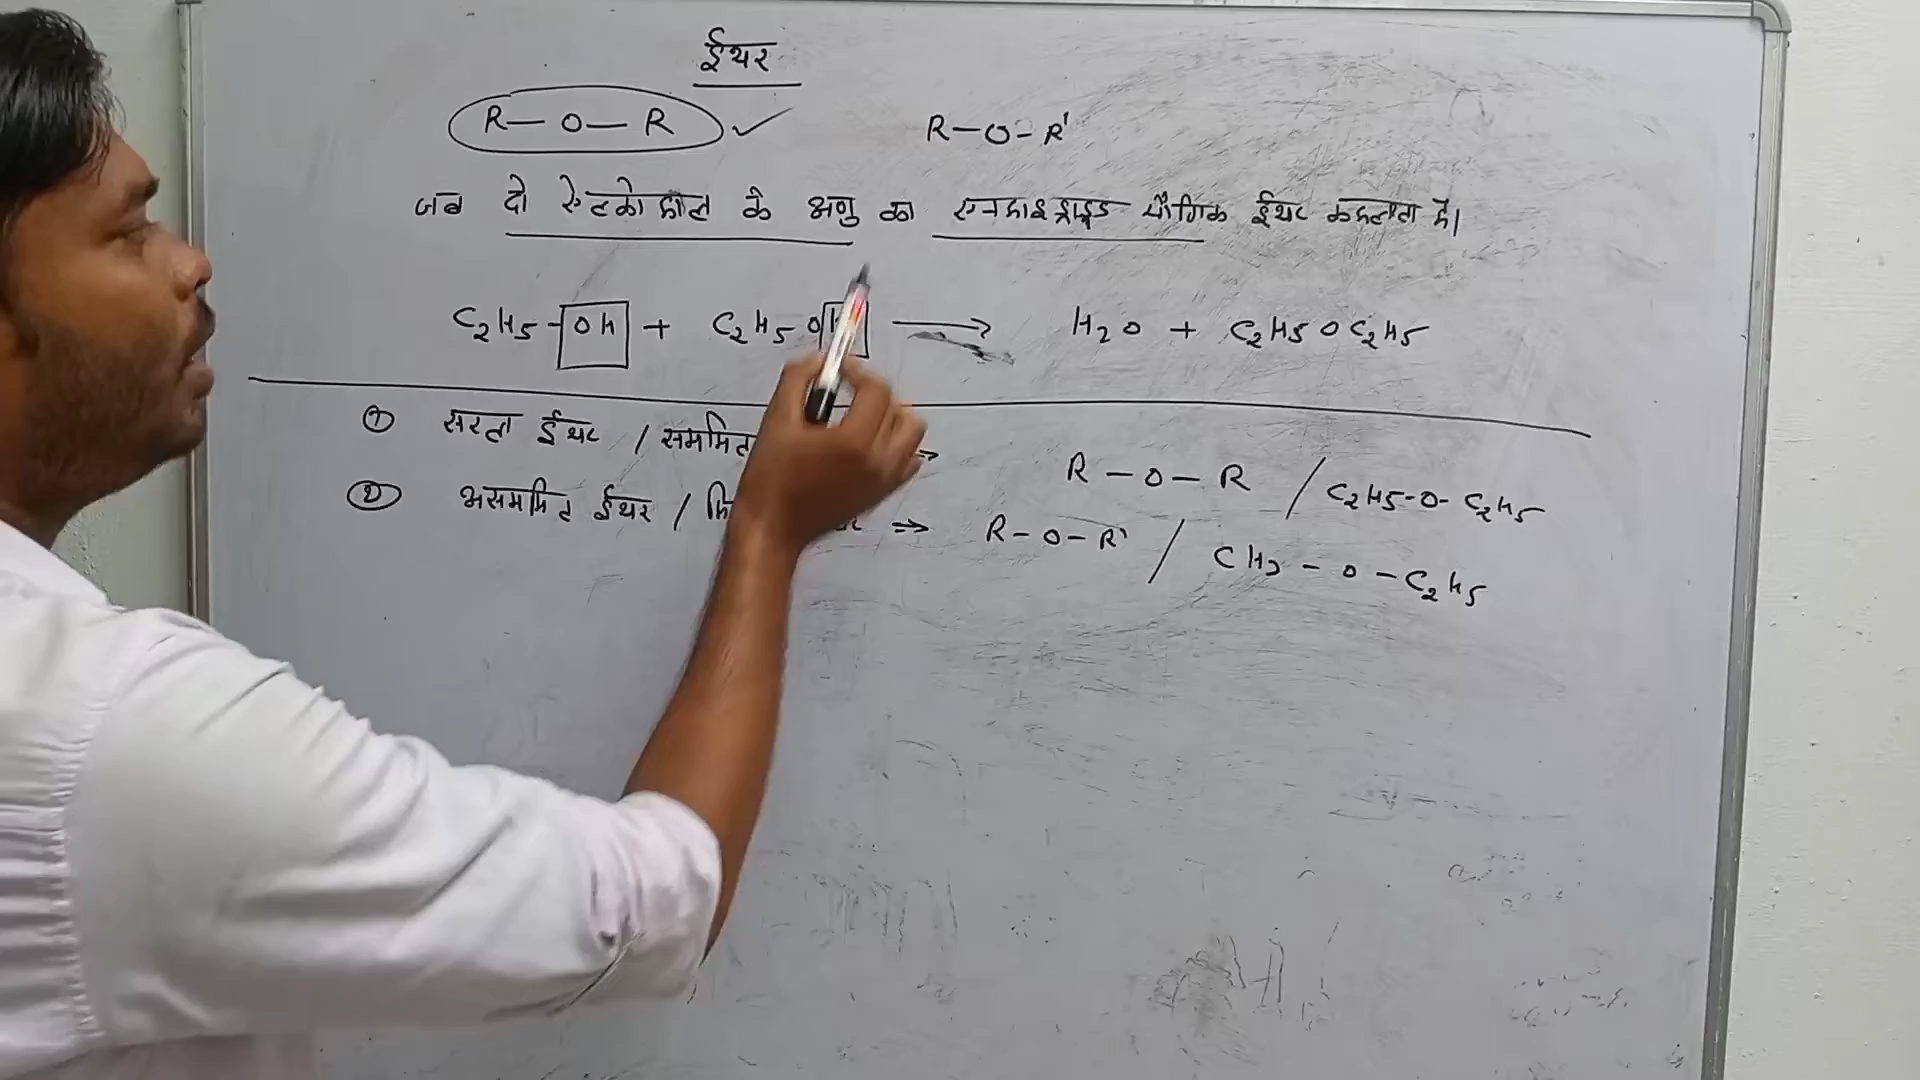 ईथर
R—O—R ✓ R—O—R'
जब दो ऐल्कोहॉल के अणु का एनहाइड्राइड यौगिक ईथर कहलाता है।
C2H5-OH + C2H5OH → H2O + C2H5OC2H5
① सरल ईथर / सममित → R—O—R / C2H5-O-C2H5
② असममित ईथर / ⇒ R-O-R' / CH3-O-C2H5